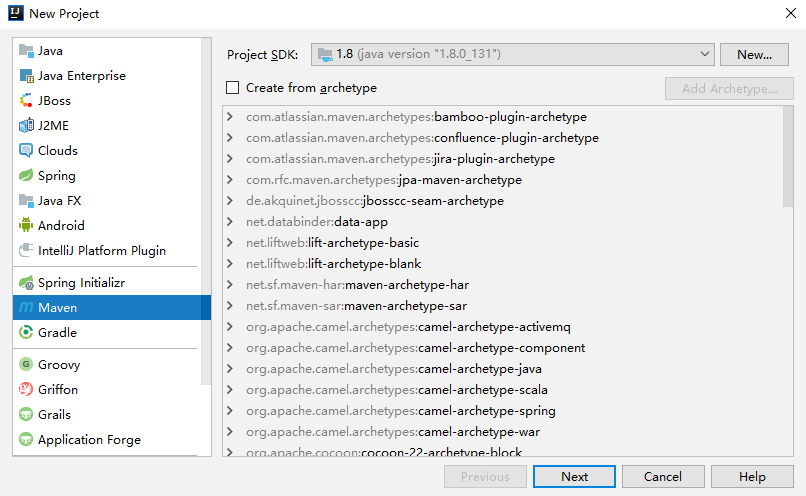 IJ New Project
Java
Java Enterprise
JBoss
J2ME
Clouds
Spring
Java FX
Android
IntelliJ Platform Plugin
Spring Initializr
m Maven
Gradle
G Groovy
Griffon
Grails
Application Forge
Project SDK: 1.8 (java version "1.8.0_131") New...
Create from archetype Add Archetype...
com.atlassian.maven.archetypes:bamboo-plugin-archetype
com.atlassian.maven.archetypes:confluence-plugin-archetype
com.atlassian.maven.archetypes:jira-plugin-archetype
com.rfc.maven.archetypes:jpa-maven-archetype
de.akquinet.jbosscc:jbosscc-seam-archetype
net.databinder:data-app
net.liftweb:lift-archetype-basic
net.liftweb:lift-archetype-blank
net.sf.maven-har:maven-archetype-har
net.sf.maven-sar:maven-archetype-sar
org.apache.camel.archetypes:camel-archetype-activemq
org.apache.camel.archetypes:camel-archetype-component
org.apache.camel.archetypes:camel-archetype-java
org.apache.camel.archetypes:camel-archetype-scala
org.apache.camel.archetypes:camel-archetype-spring
org.apache.camel.archetypes:camel-archetype-war
org.apache.cocoon:cocoon-22-archetype-block
Previous Next Cancel Help